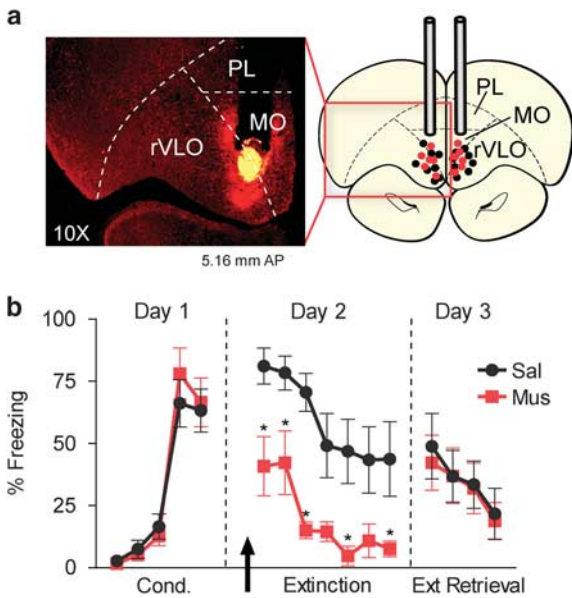 a
PL
MO
rVLO
10X
5.16 mm AP
PL
MO
rVLO
b
Day 1
Day 2
Day 3
100
75
50
25
0
% Freezing
Sal
Mus
* *
*
*
*
Cond.
Extinction
Ext Retrieval